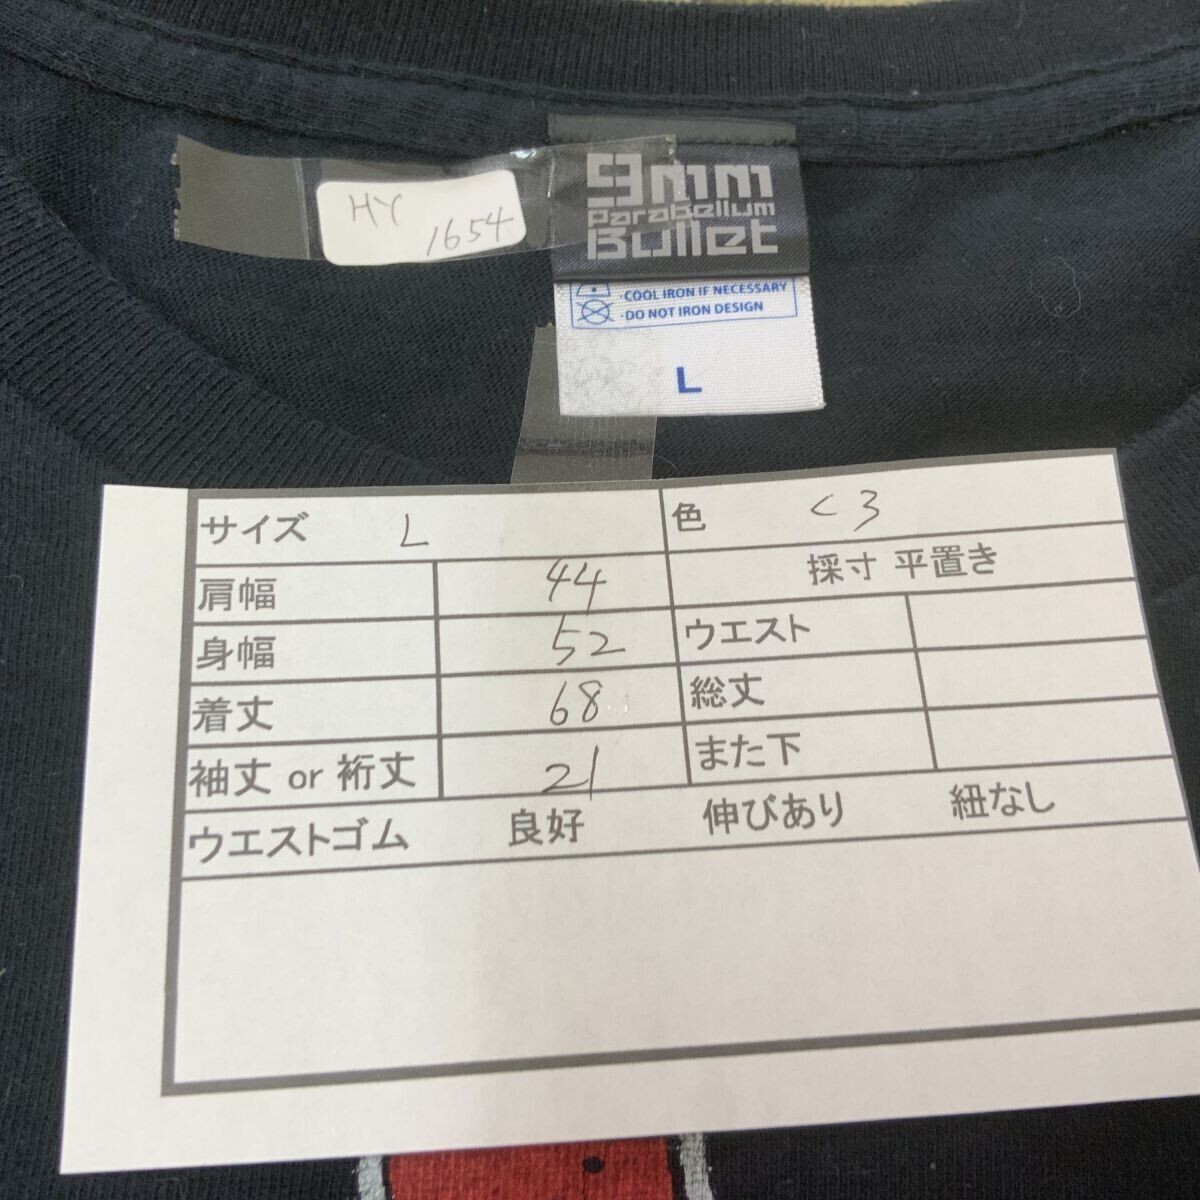 HY
1654
9mm
Parabellum
Bullet
·COOL IRON IF NECESSARY
·DO NOT IRON DESIGN
L
サイズ L
色 くろ
採寸 平置き
肩幅 44
身幅 52
ウエスト
着丈 68
総丈
袖丈 or 裄丈 21
また下
ウエストゴム 良好 伸びあり 紐なし